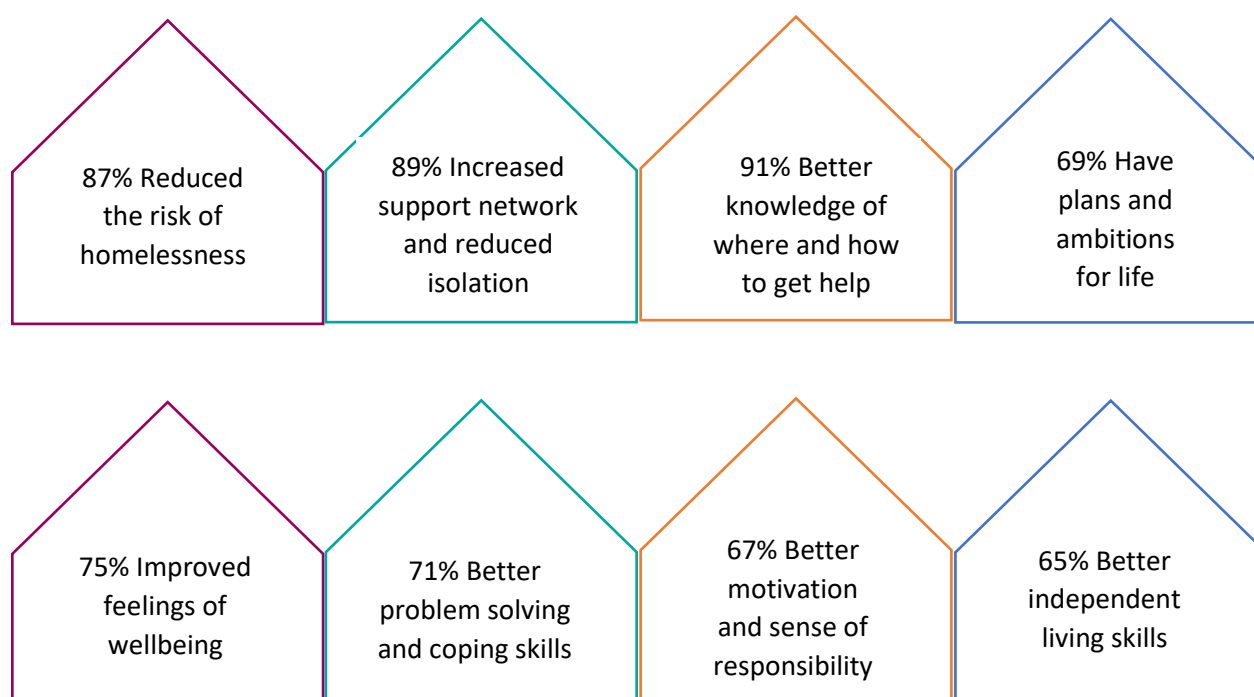 87% Reduced
the risk of
homelessness
89% Increased
support network
and reduced
isolation
91% Better
knowledge of
where and how
to get help
69% Have
plans and
ambitions
for life
75% Improved
feelings of
wellbeing
71% Better
problem solving
and coping skills
67% Better
motivation
and sense of
responsibility
65% Better
independent
living skills